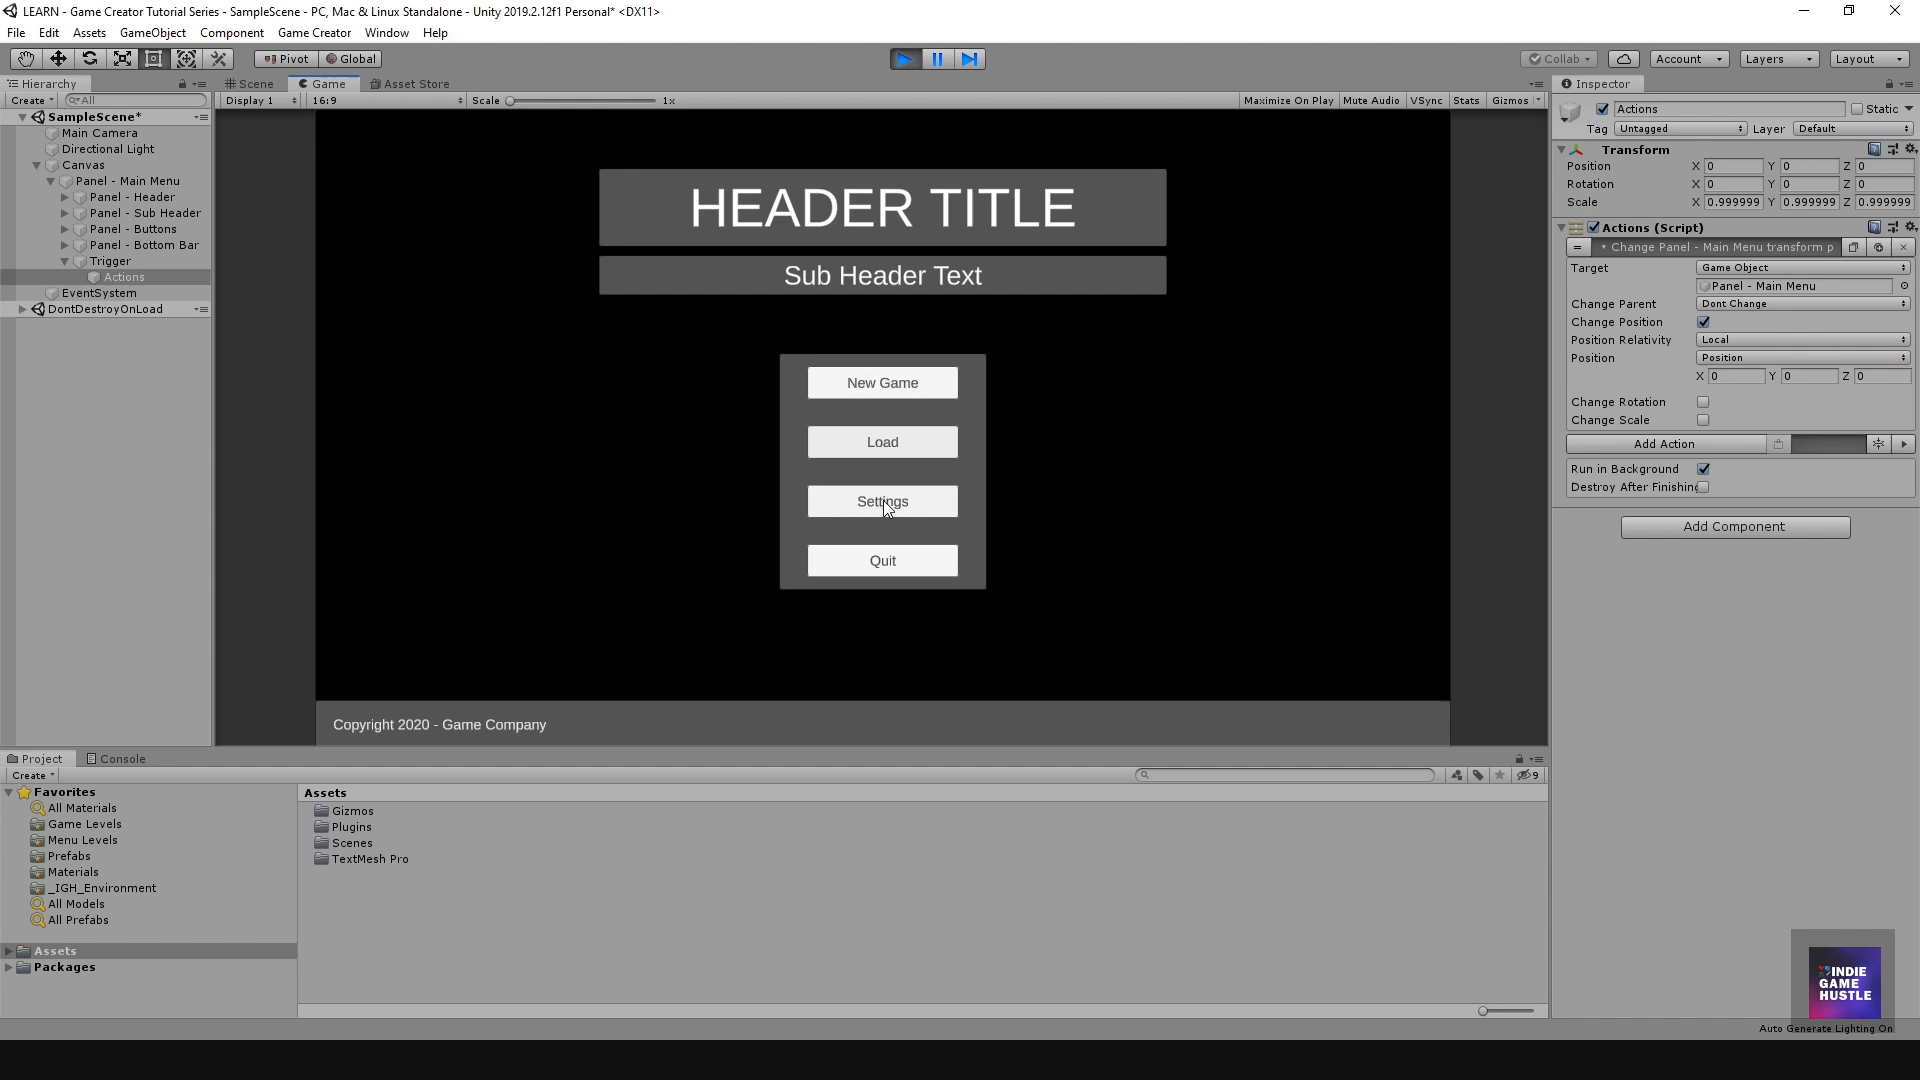 LEARN - Game Creator Tutorial Series - SampleScene - PC, Mac & Linux Standalone - Unity 2019.2.12f1 Personal* <DX11>
File Edit Assets GameObject Component Game Creator Window Help
Pivot Global Collab Account Layers Layout
Hierarchy Scene Game Asset Store Inspector
Create All Display 1 16:9 Scale 1x Maximize On Play Mute Audio VSync Stats Gizmos
SampleScene*
Main Camera
Directional Light
Canvas
Panel - Main Menu
Panel - Header
Panel - Sub Header
Panel - Buttons
Panel - Bottom Bar
Trigger
Actions
EventSystem
DontDestroyOnLoad
HEADER TITLE
Sub Header Text
New Game
Load
Settings
Quit
Copyright 2020 - Game Company
Actions Static
Tag Untagged Layer Default
Transform
Position X 0 Y 0 Z 0
Rotation X 0 Y 0 Z 0
Scale X 0.999999 Y 0.999999 Z 0.999999
Actions (Script)
Change Panel - Main Menu transform p
Target Game Object
Panel - Main Menu
Change Parent Dont Change
Change Position
Position Relativity Local
Position Position
X 0 Y 0 Z 0
Change Rotation
Change Scale
Add Action
Run in Background
Destroy After Finishing
Add Component
Project Console
Create 9
Favorites
All Materials
Game Levels
Menu Levels
Prefabs
Materials
_IGH_Environment
All Models
All Prefabs
Assets
Packages
Assets
Gizmos
Plugins
Scenes
TextMesh Pro
INDIE
GAME
HUSTLE
Auto Generate Lighting On